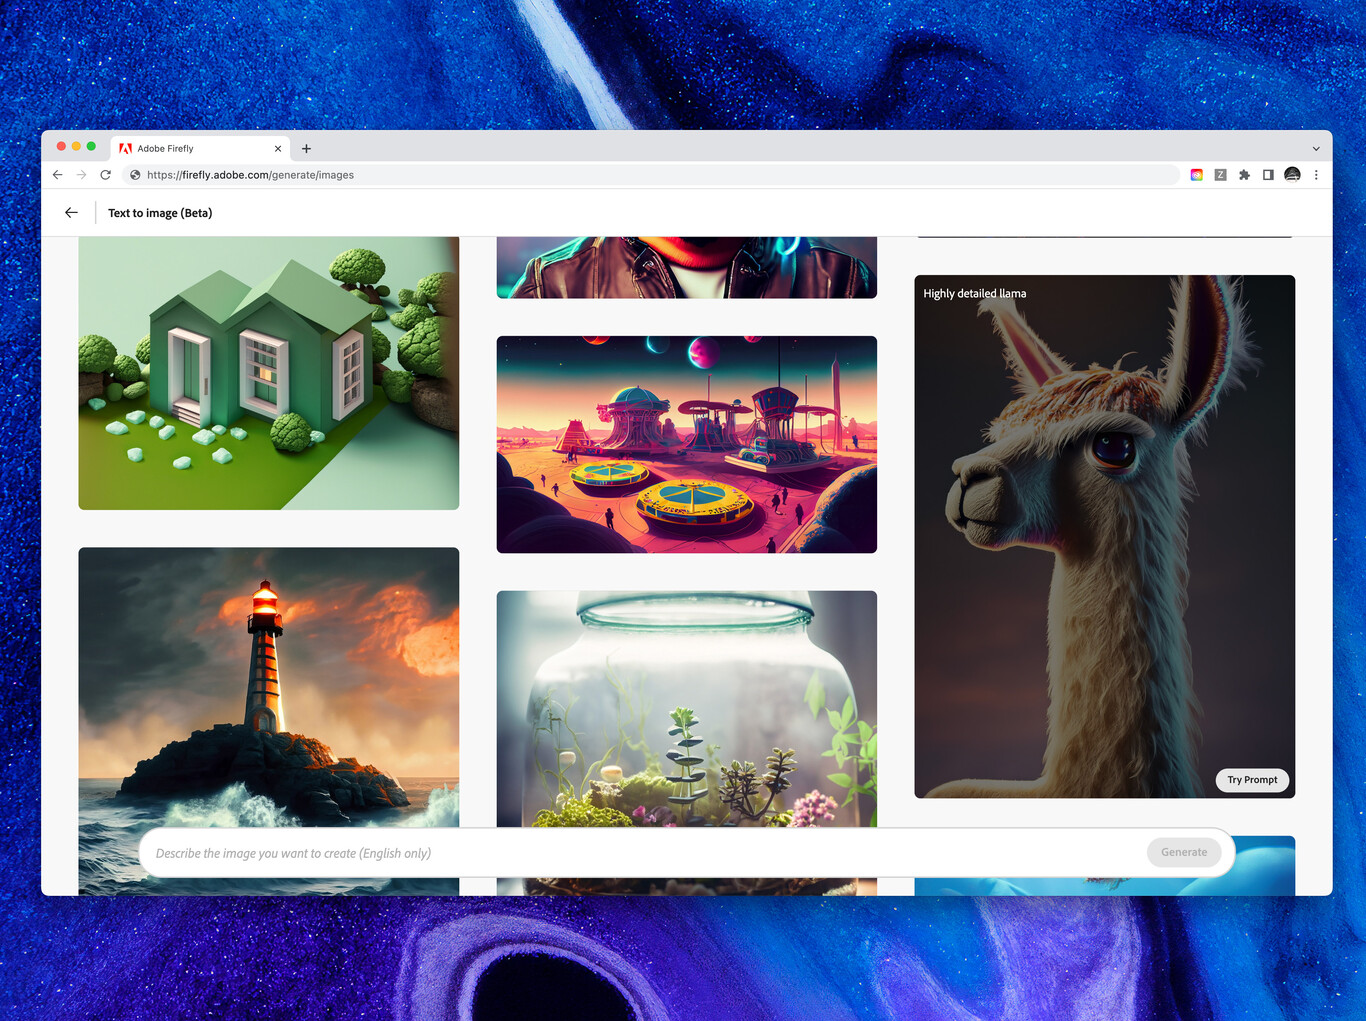 Adobe Firefly
https://firefly.adobe.com/generate/images
Z
Text to image (Beta)
Highly detailed llama
Try Prompt
Describe the image you want to create (English only)
Generate